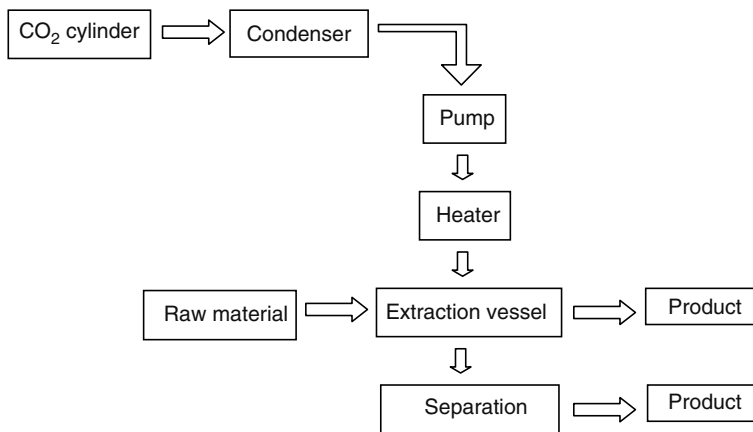 CO₂ cylinder
Condenser
Pump
Heater
Raw material
Extraction vessel
Product
Separation
Product